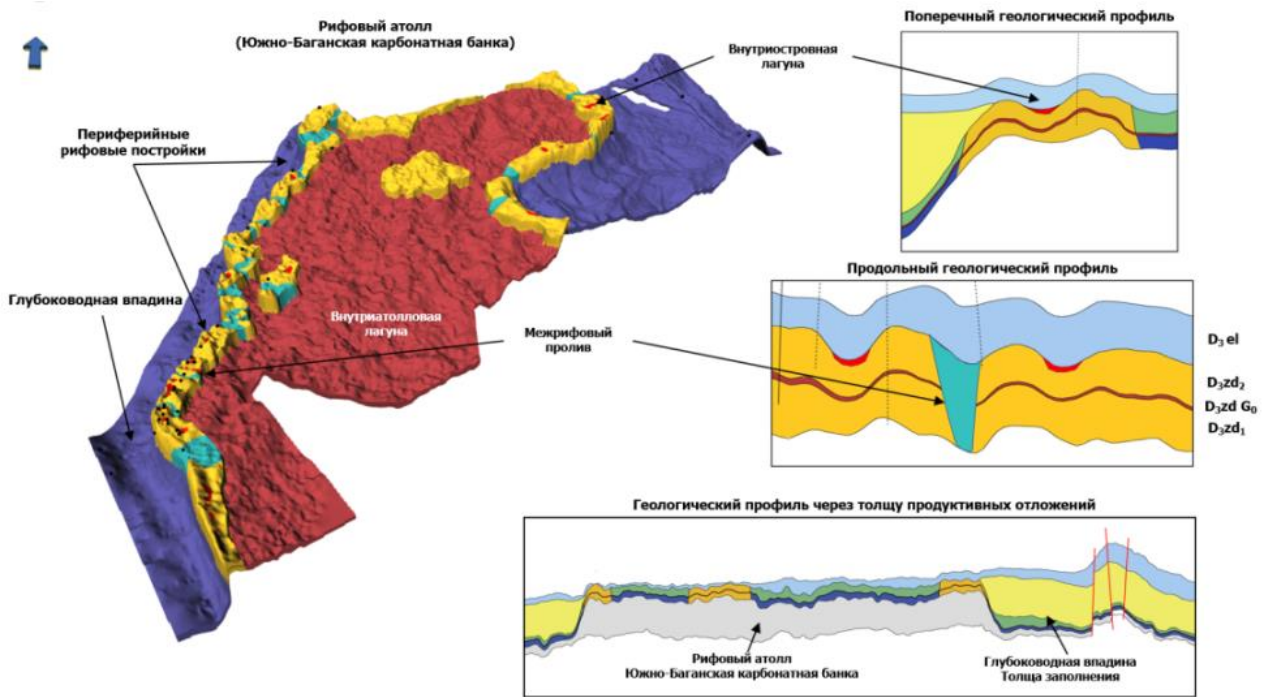 Рифовый атолл
(Южно-Баганская карбонатная банка)
Периферийные
рифовые постройки
Глубоководная впадина
Внутриатолловая
лагуна
Внутриостровная
лагуна
Межрифовый
пролив
Поперечный геологический профиль
Продольный геологический профиль
D₃ el
D₃zd₂
D₃zd G₀
D₃zd₁
Геологический профиль через толщу продуктивных отложений
Рифовый атолл
Южно-Баганская карбонатная банка
Глубоководная впадина
Толща заполнения